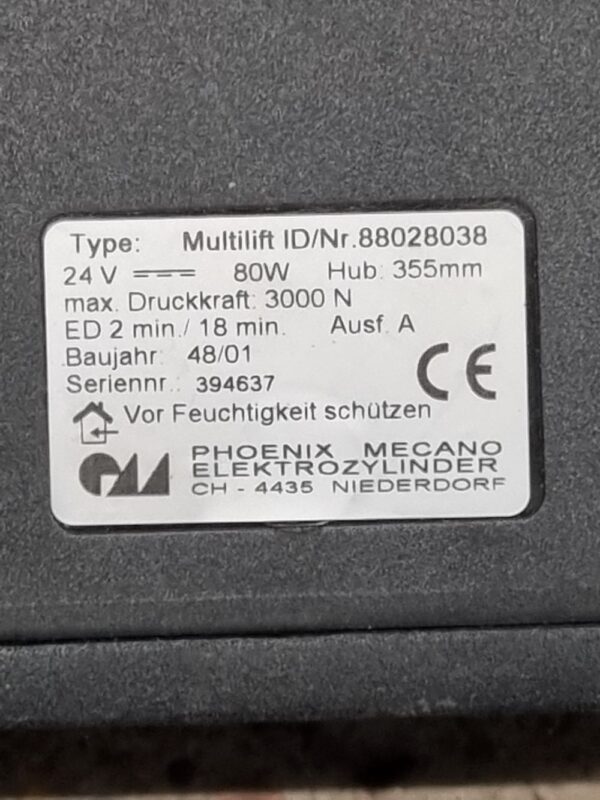 Type: Multilift ID/Nr.88028038
24 V 80W Hub: 355mm
max. Druckkraft: 3000 N
ED 2 min./ 18 min. Ausf. A
Baujahr: 48/01
Seriennr.: 394637
CE
Vor Feuchtigkeit schützen
PHOENIX MECANO
ELEKTROZYLINDER
CH - 4435 NIEDERDORF